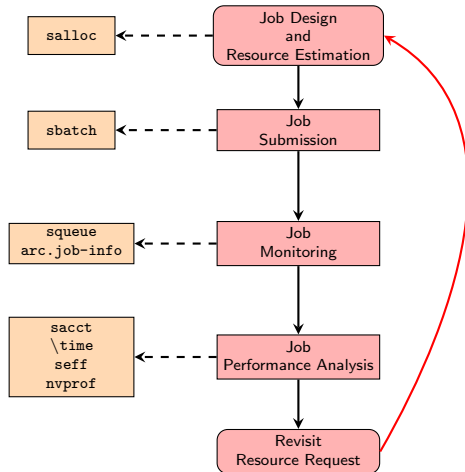 salloc
Job Design
and
Resource Estimation
sbatch
Job
Submission
squeue
arc.job-info
Job
Monitoring
sacct
\time
seff
nvprof
Job
Performance Analysis
Revisit
Resource Request